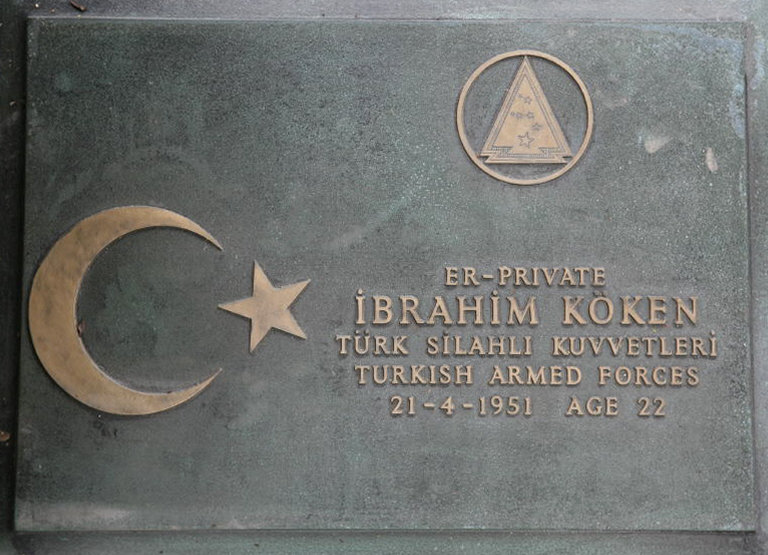 ER-PRIVATE
İBRAHİM KÖKEN
TÜRK SİLAHLI KUVVETLERİ
TURKISH ARMED FORCES
21-4-1951 AGE 22